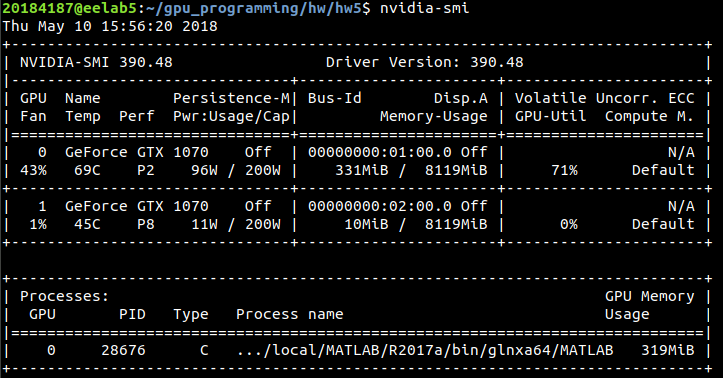 20184187@eelab5:~/gpu_programming/hw/hw5$ nvidia-smi
Thu May 10 15:56:20 2018
+-----------------------------------------------------------------------------+
| NVIDIA-SMI 390.48                 Driver Version: 390.48                    |
|-------------------------------+----------------------+----------------------+
| GPU  Name        Persistence-M| Bus-Id        Disp.A | Volatile Uncorr. ECC |
| Fan  Temp  Perf  Pwr:Usage/Cap|         Memory-Usage | GPU-Util  Compute M. |
|===============================+======================+======================|
|   0  GeForce GTX 1070    Off  | 00000000:01:00.0 Off |                  N/A |
| 43%   69C    P2    96W / 200W |    331MiB /  8119MiB |     71%      Default |
+-------------------------------+----------------------+----------------------+
|   1  GeForce GTX 1070    Off  | 00000000:02:00.0 Off |                  N/A |
|  1%   45C    P8    11W / 200W |     10MiB /  8119MiB |      0%      Default |
+-------------------------------+----------------------+----------------------+
+-----------------------------------------------------------------------------+
| Processes:                                                       GPU Memory |
|  GPU       PID   Type   Process name                             Usage      |
|=============================================================================|
|    0     28676      C   .../local/MATLAB/R2017a/bin/glnxa64/MATLAB   319MiB |
+-----------------------------------------------------------------------------+